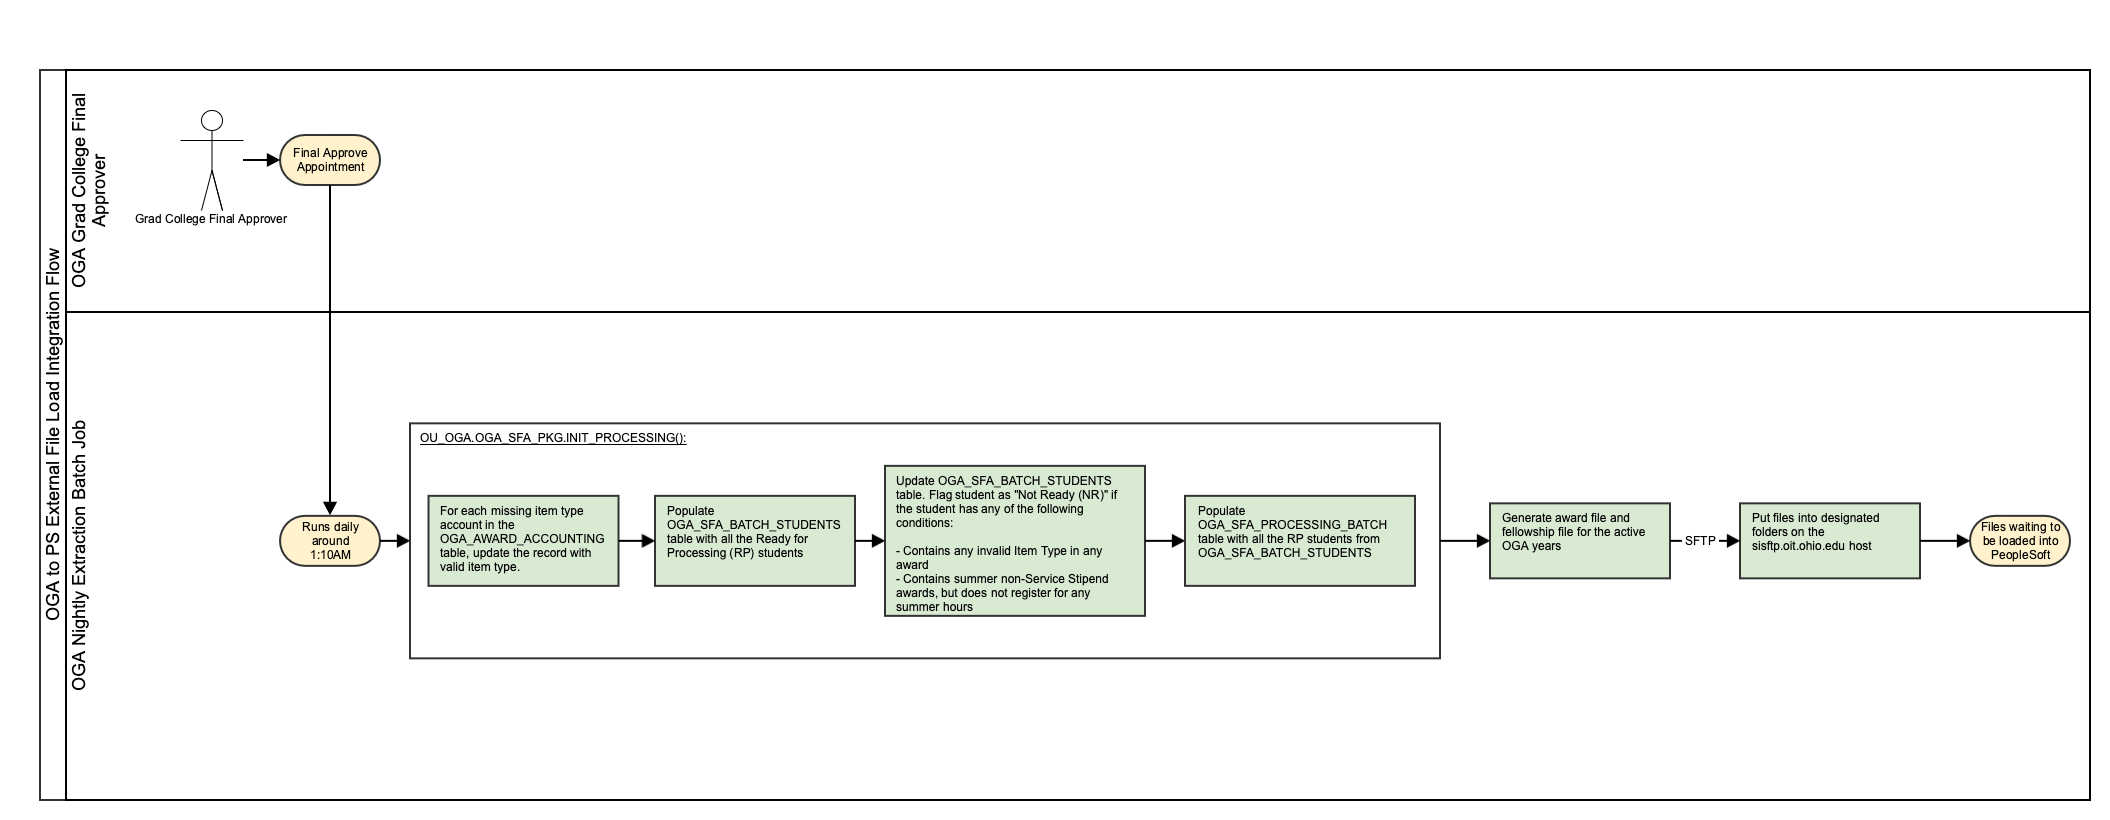 OGA to PS External File Load Integration Flow
OGA Grad College Final
Approver
Grad College Final Approver
Final Approve
Appointment
OGA Nightly Extraction Batch Job
Runs daily
around
1:10AM
OU_OGA.OGA_SFA_PKG.INIT_PROCESSING():
For each missing item type
account in the
OGA_AWARD_ACCOUNTING
table, update the record with
valid item type.
Populate
OGA_SFA_BATCH_STUDENTS
table with all the Ready for
Processing (RP) students
Update OGA_SFA_BATCH_STUDENTS
table. Flag student as "Not Ready (NR)" if
the student has any of the following
conditions:
- Contains any invalid Item Type in any
award
- Contains summer non-Service Stipend
awards, but does not register for any
summer hours
Populate
OGA_SFA_PROCESSING_BATCH
table with all the RP students from
OGA_SFA_BATCH_STUDENTS
Generate award file and
fellowship file for the active
OGA years
SFTP
Put files into designated
folders on the
sisftp.oit.ohio.edu host
Files waiting to
be loaded into
PeopleSoft